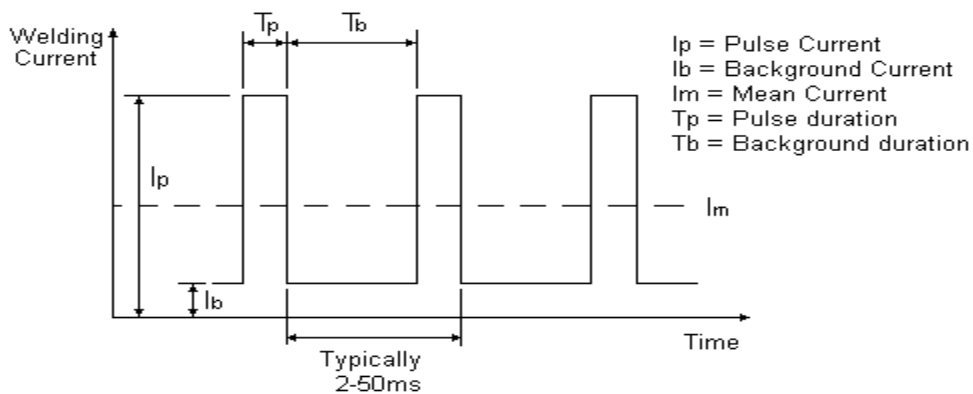 Welding
Current
Tp
Tb
Ip = Pulse Current
Ib = Background Current
Im = Mean Current
Tp = Pulse duration
Tb = Background duration
Ip
Im
Ib
Time
Typically
2-50ms